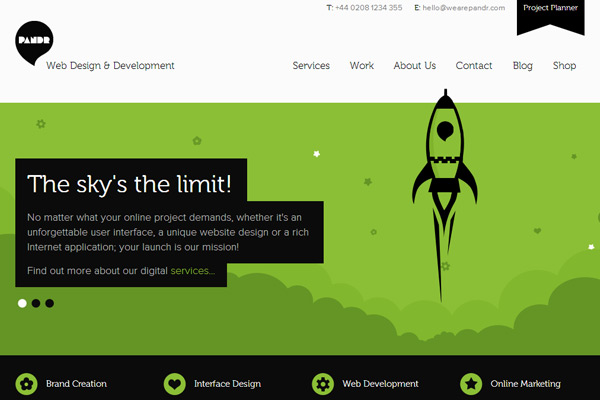 T: +44 0208 1234 355 E: hello@wearepandr.com
Project Planner
PANDR
Web Design & Development
Services Work About Us Contact Blog Shop
The sky's the limit!
No matter what your online project demands, whether it's an
unforgettable user interface, a unique website design or a rich
Internet application; your launch is our mission!
Find out more about our digital services...
Brand Creation Interface Design Web Development Online Marketing